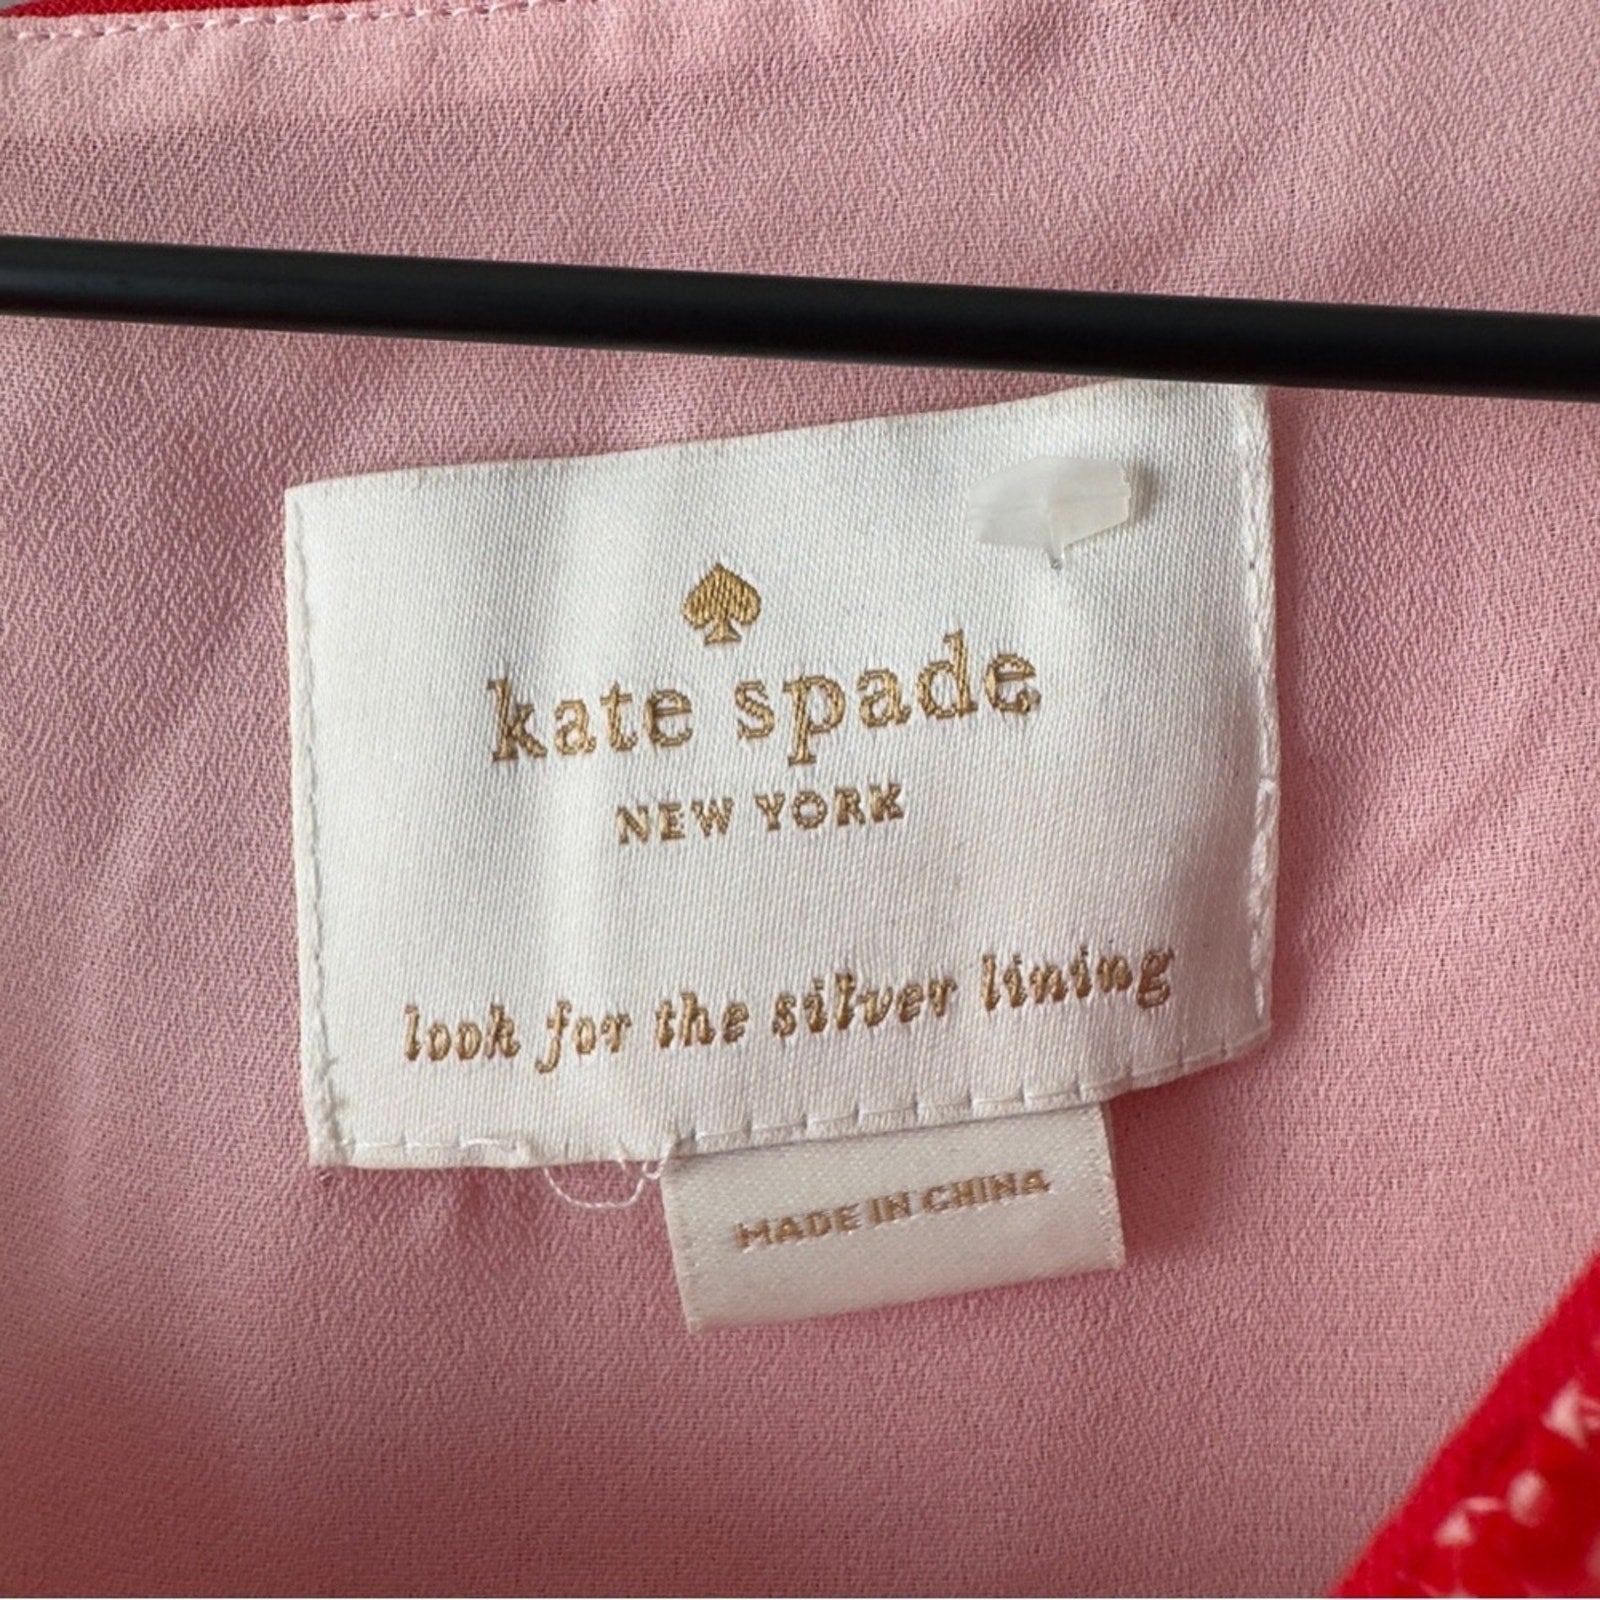 kate spade
NEW YORK
look for the silver lining
MADE IN CHINA